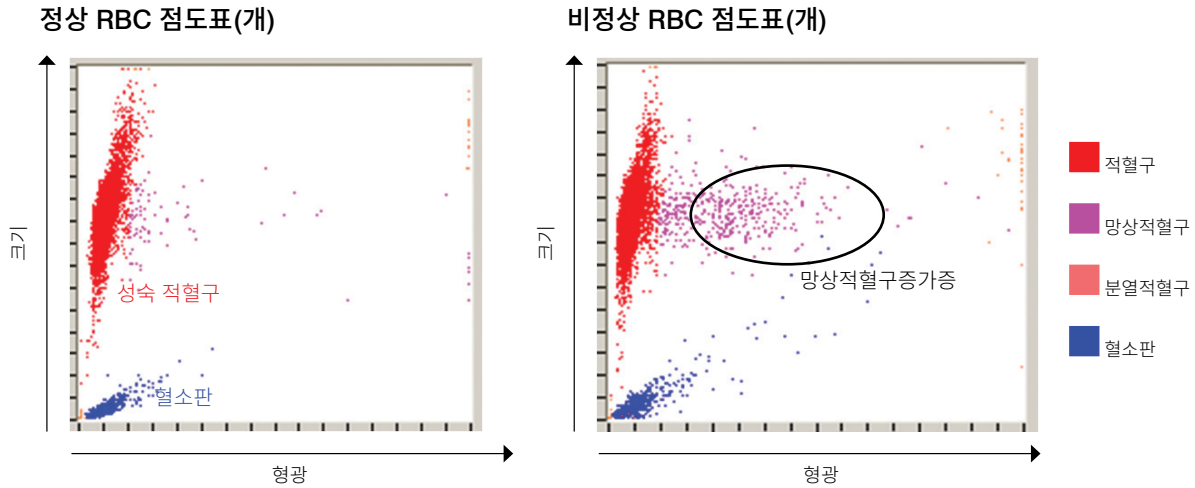 정상 RBC 점도표(개)
크기
성숙 적혈구
혈소판
형광
비정상 RBC 점도표(개)
크기
망상적혈구증가증
형광
적혈구
망상적혈구
분열적혈구
혈소판